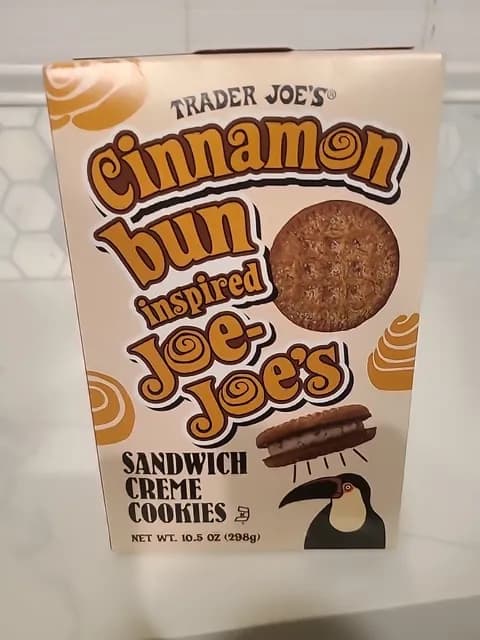 TRADER JOE'S®
Cinnamon
bun
inspired
Joe-
Joe's
SANDWICH
CREME
COOKIES
NET WT. 10.5 OZ (298g)